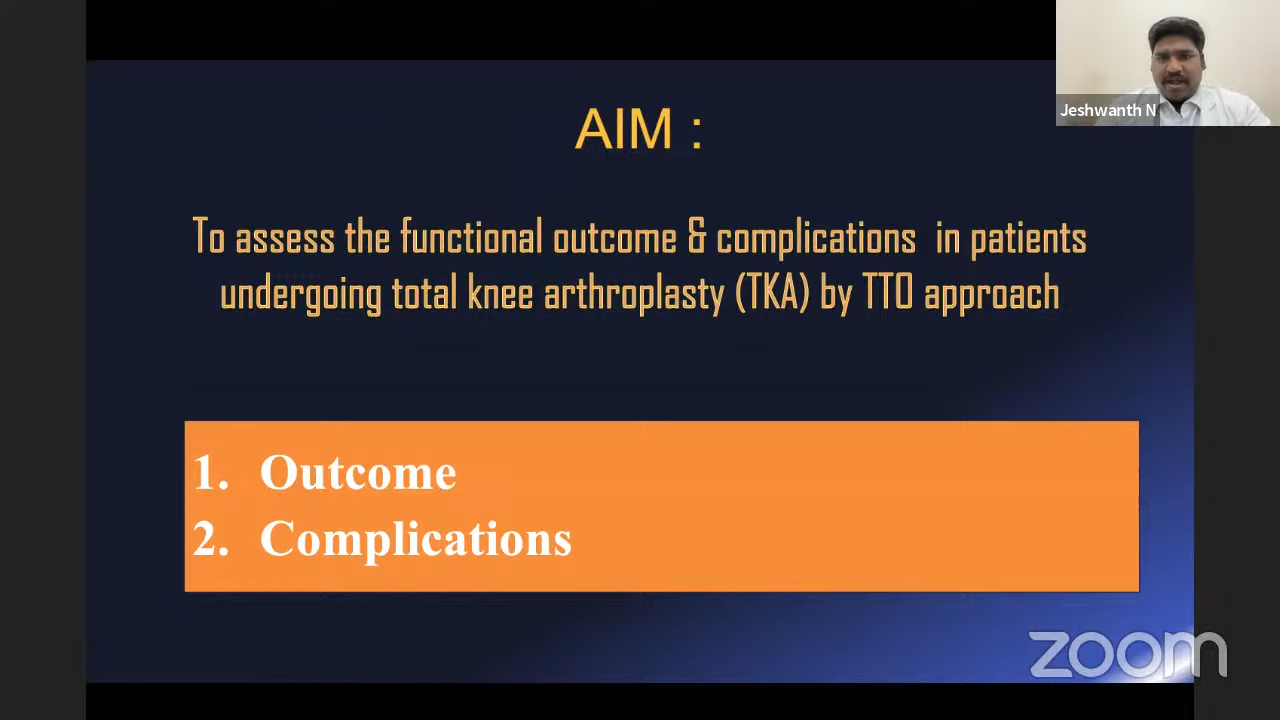 Jeshwanth N
AIM :
To assess the functional outcome & complications in patients
undergoing total knee arthroplasty (TKA) by TTO approach
1. Outcome
2. Complications
zoom